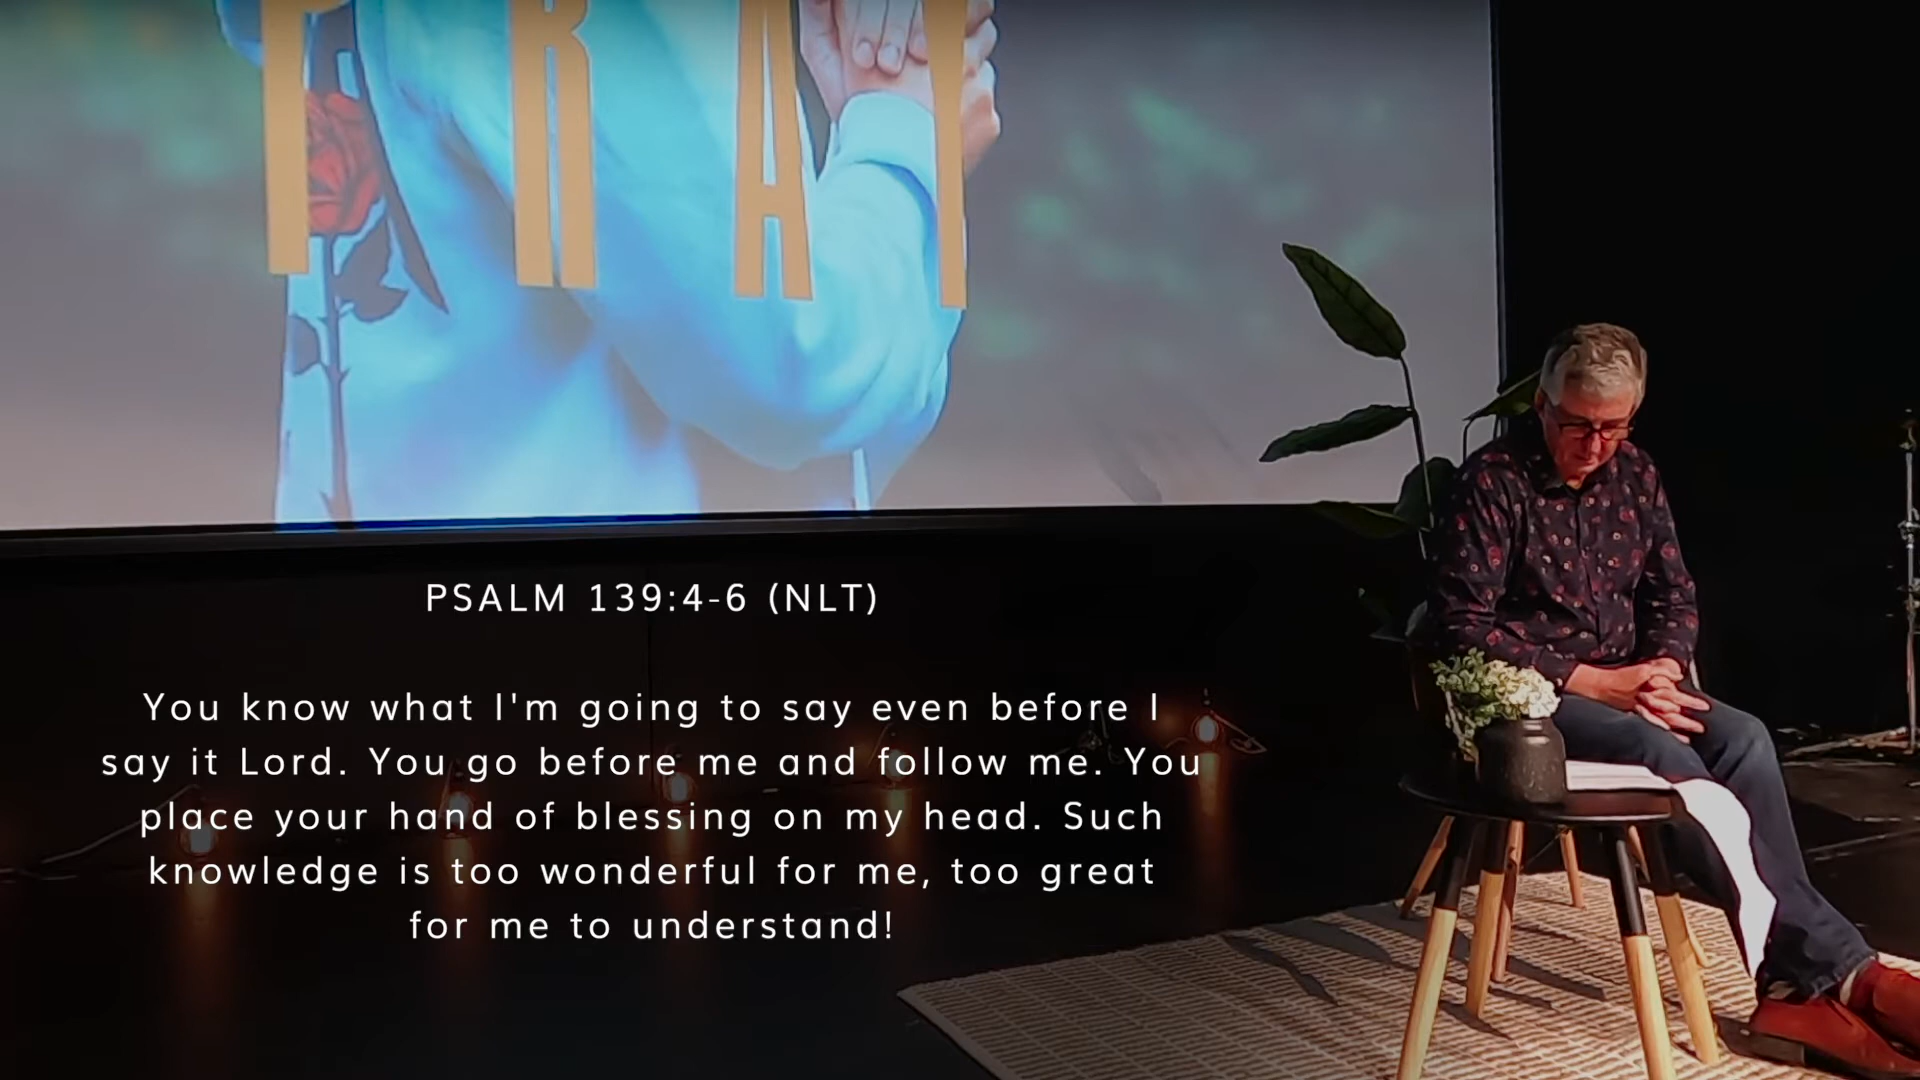 PRAY
PSALM 139:4-6 (NLT)
You know what I'm going to say even before I
say it Lord. You go before me and follow me. You
place your hand of blessing on my head. Such
knowledge is too wonderful for me, too great
for me to understand!